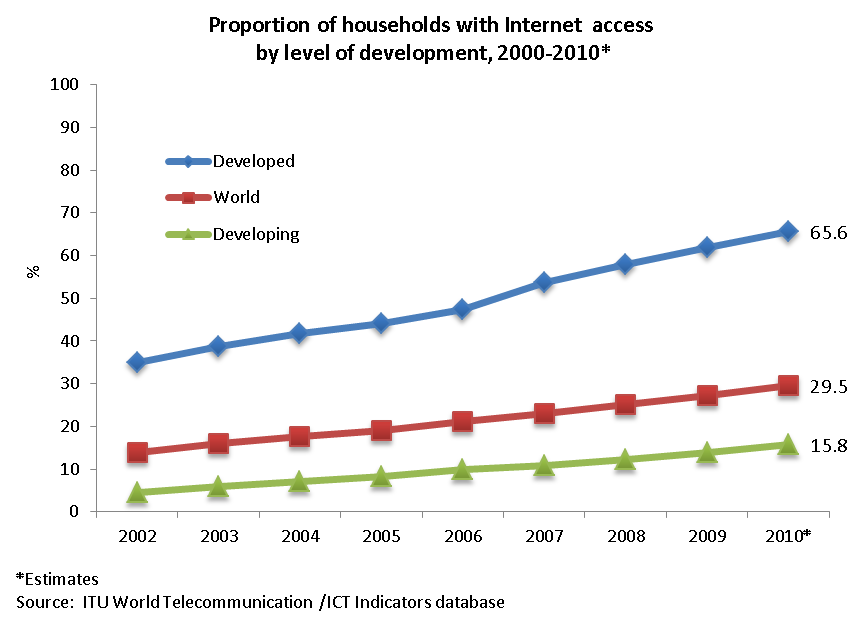 Proportion of households with Internet access
by level of development, 2000-2010*
100
90
80
70
60
50
40
30
20
10
0
%
Developed
World
Developing
65.6
29.5
15.8
2002 2003 2004 2005 2006 2007 2008 2009 2010*
*Estimates
Source: ITU World Telecommunication /ICT Indicators database